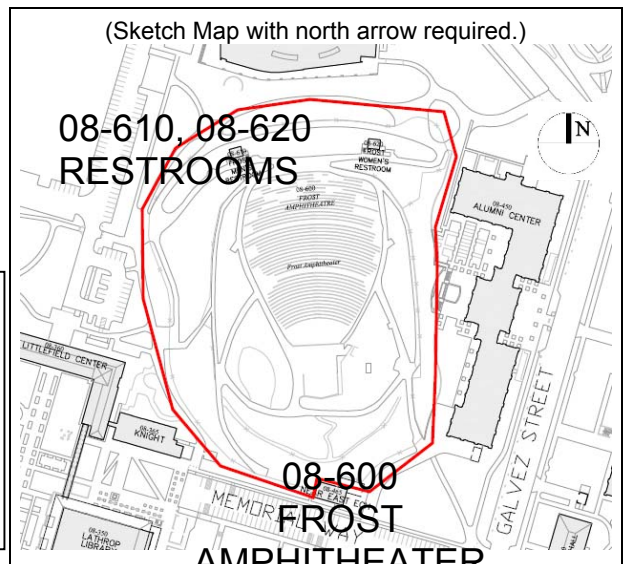 (Sketch Map with north arrow required.)
08-610, 08-620
RESTROOMS
N
08-620
FROST
WOMEN'S
RESTROOM
08-600
FROST
AMPHITHEATRE
Frost Amphitheater
08-450
ALUMNI CENTER
LITTLEFIELD CENTER
KNIGHT
GALVEZ STREET
08-600
FROST
AMPHITHEATER
MEMORIAL WAY
08-350
LATHROP
LIBRARY